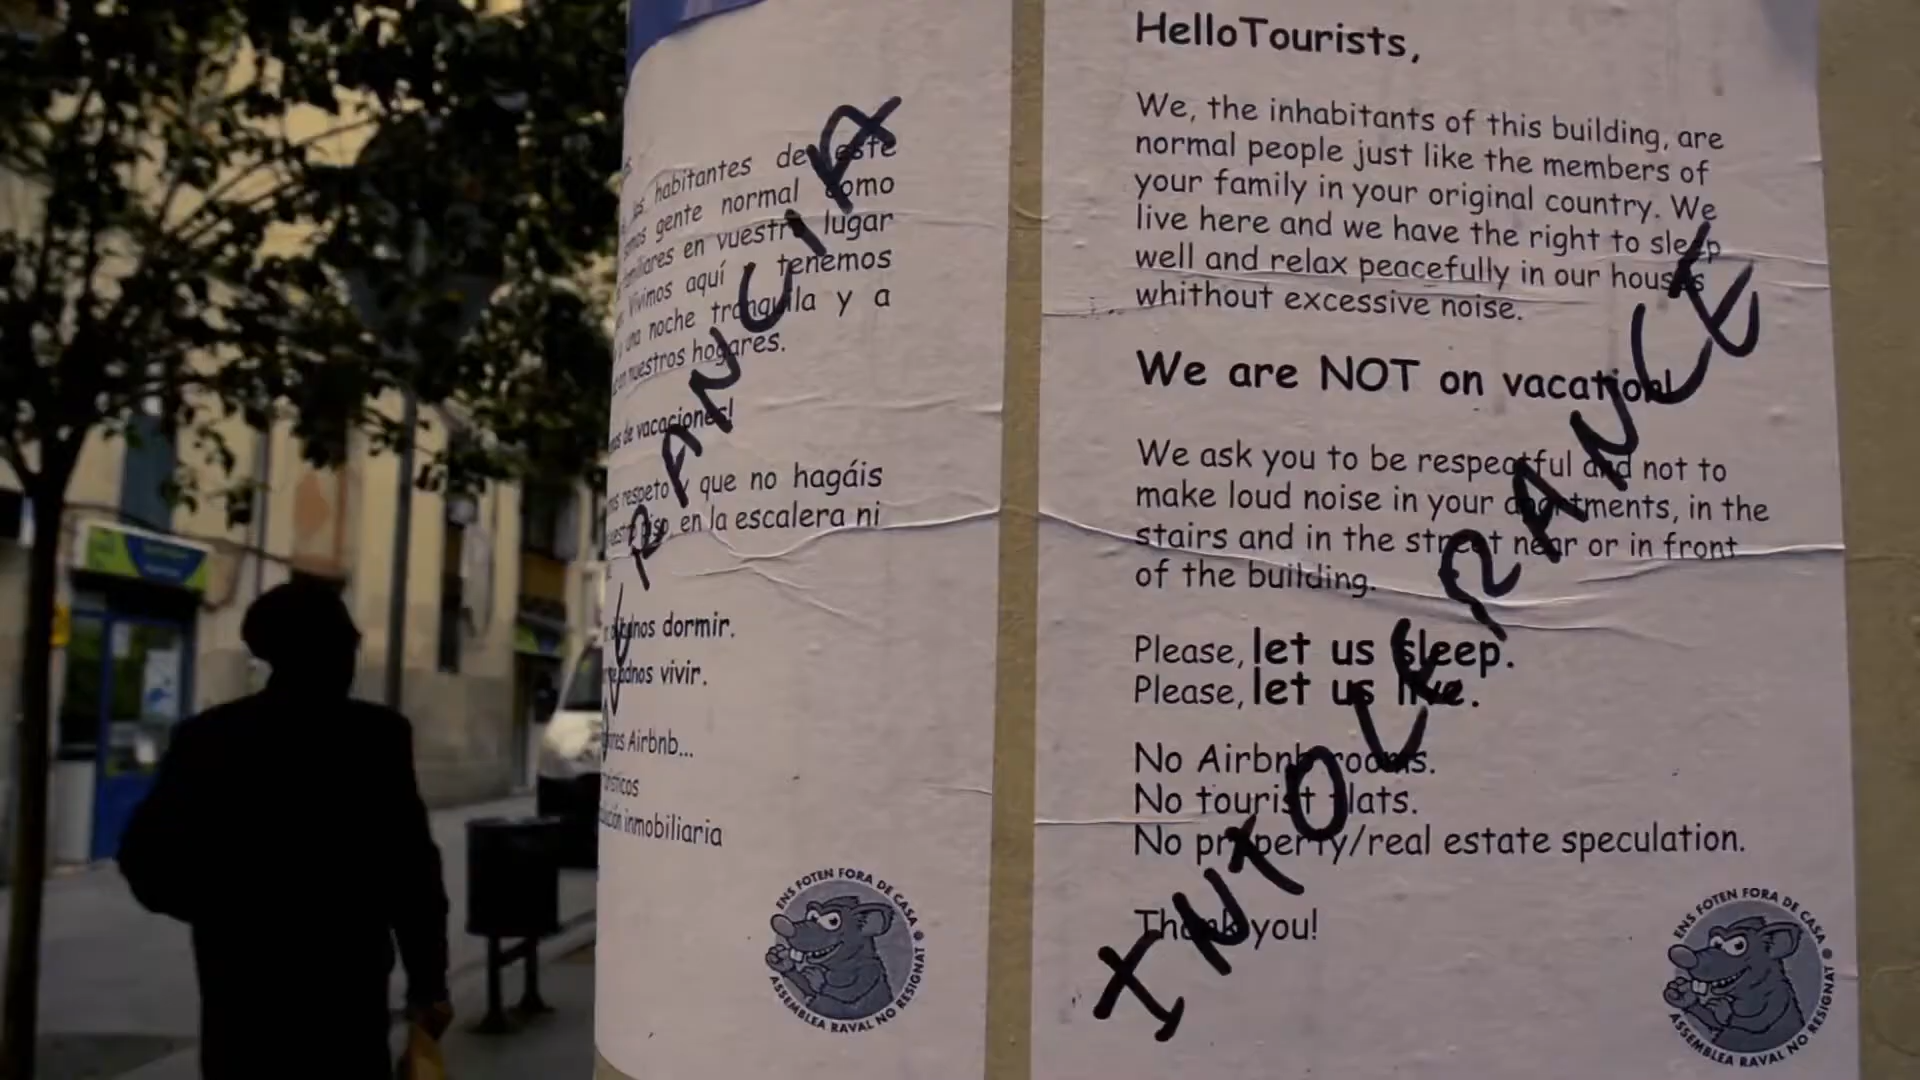 habitantes de este
gente normal como
en vuestro lugar
Vivimos aquí tenemos
noche tranquila y a
nuestros hogares.
de vacaciones!
respeto y que no hagáis
piso, en la escalera ni
dormir.
vivir.
Airbnb...
inmobiliaria
ENS FOTEN FORA DE CASA
ASSEMBLEA RAVAL NO RESIGNAT
RANCIA
HelloTourists,
We, the inhabitants of this building, are
normal people just like the members of
your family in your original country. We
live here and we have the right to sleep
well and relax peacefully in our houses
whithout excessive noise.
We are NOT on vacation!
We ask you to be respectful and not to
make loud noise in your apartments, in the
stairs and in the street near or in front
of the building.
Please, let us sleep.
Please, let us live.
No Airbnb rooms.
No tourist flats.
No property/real estate speculation.
Thank you!
ENS FOTEN FORA DE CASA
ASSEMBLEA RAVAL NO RESIGNAT
INTOLERANCE